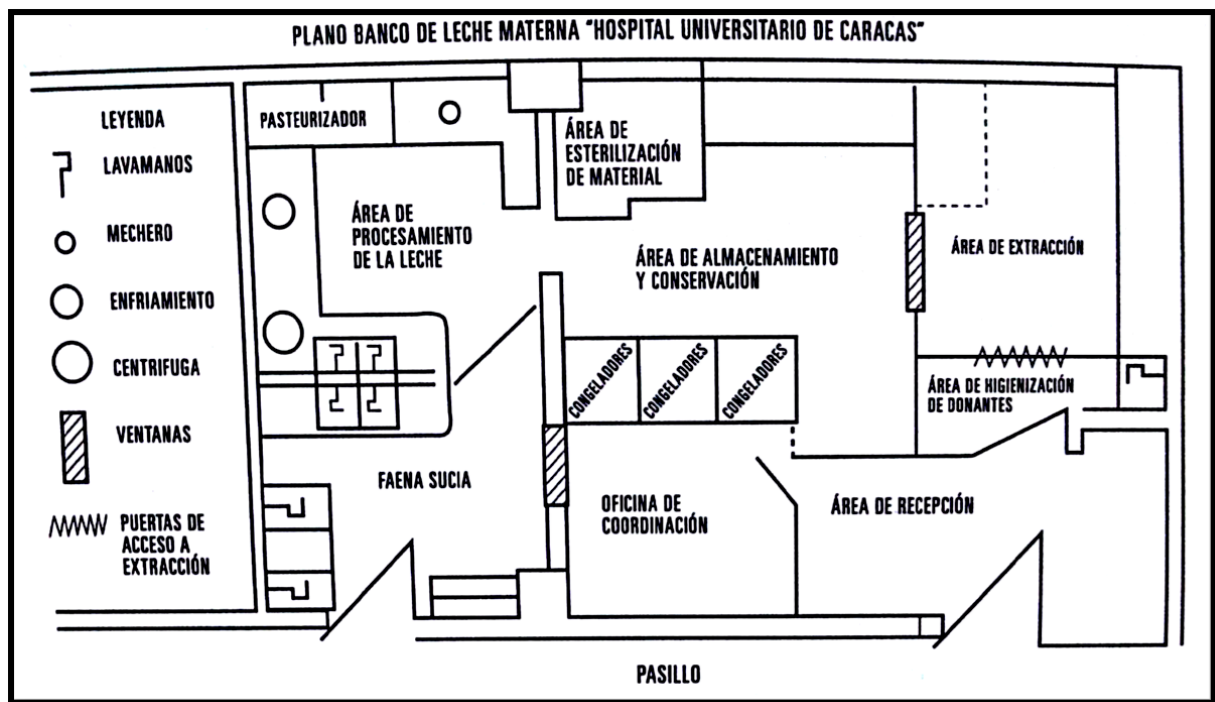 PLANO BANCO DE LECHE MATERNA "HOSPITAL UNIVERSITARIO DE CARACAS"
LEYENDA
LAVAMANOS
MECHERO
ENFRIAMIENTO
CENTRIFUGA
VENTANAS
PUERTAS DE
ACCESO A
EXTRACCIÓN
PASTEURIZADOR
ÁREA DE
PROCESAMIENTO
DE LA LECHE
ÁREA DE
ESTERILIZACIÓN
DE MATERIAL
ÁREA DE ALMACENAMIENTO
Y CONSERVACIÓN
ÁREA DE EXTRACCIÓN
CONGELADORES
CONGELADORES
CONGELADORES
ÁREA DE HIGIENIZACIÓN
DE DONANTES
FAENA SUCIA
OFICINA DE
COORDINACIÓN
ÁREA DE RECEPCIÓN
PASILLO